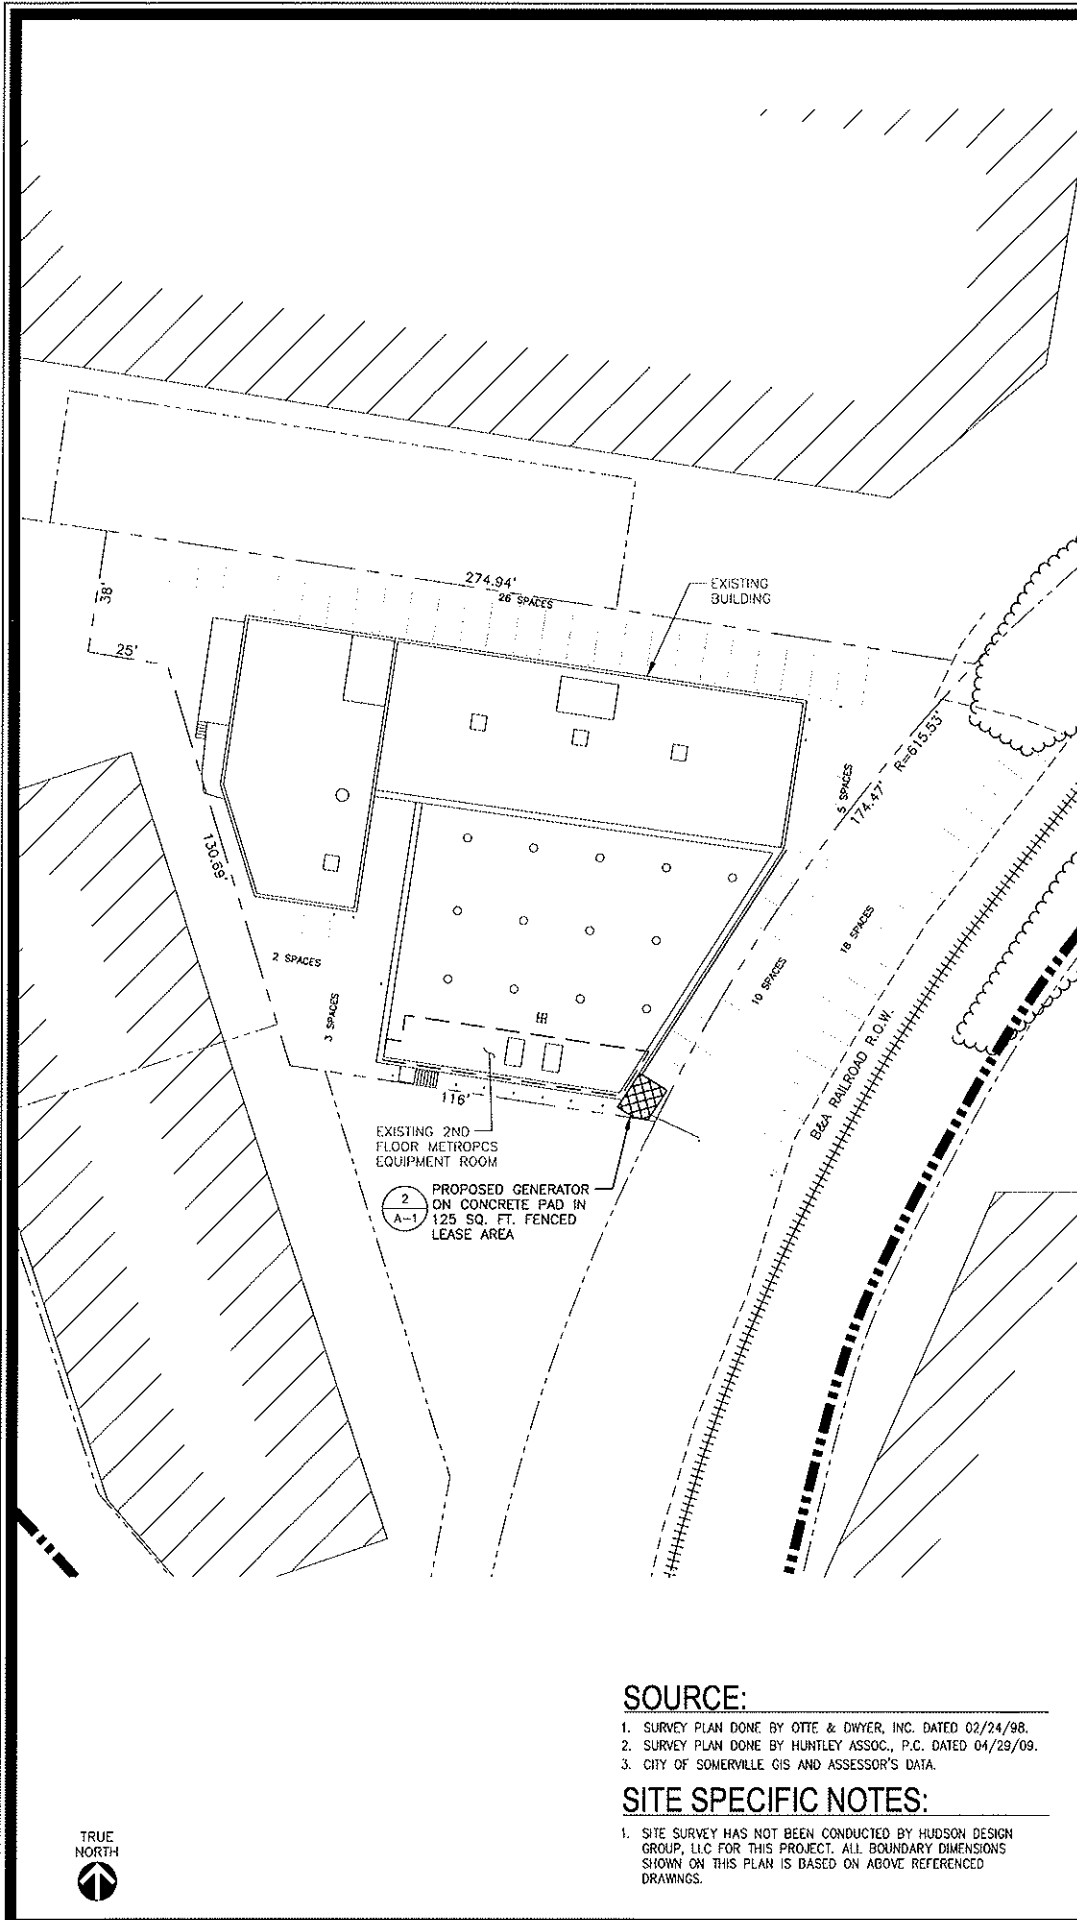 EXISTING
BUILDING
274.94'
26 SPACES
38'
25'
R=615.53'
174.47'
5 SPACES
130.69'
18 SPACES
10 SPACES
2 SPACES
3 SPACES
B&A RAILROAD R.O.W.
116'
EXISTING 2ND
FLOOR METROPCS
EQUIPMENT ROOM
2
A-1
PROPOSED GENERATOR
ON CONCRETE PAD IN
125 SQ. FT. FENCED
LEASE AREA
SOURCE:
1. SURVEY PLAN DONE BY OTTE & DWYER, INC. DATED 02/24/98.
2. SURVEY PLAN DONE BY HUNTLEY ASSOC., P.C. DATED 04/29/09.
3. CITY OF SOMERVILLE GIS AND ASSESSOR'S DATA.
SITE SPECIFIC NOTES:
1. SITE SURVEY HAS NOT BEEN CONDUCTED BY HUDSON DESIGN
GROUP, LLC FOR THIS PROJECT. ALL BOUNDARY DIMENSIONS
SHOWN ON THIS PLAN IS BASED ON ABOVE REFERENCED
DRAWINGS.
TRUE
NORTH